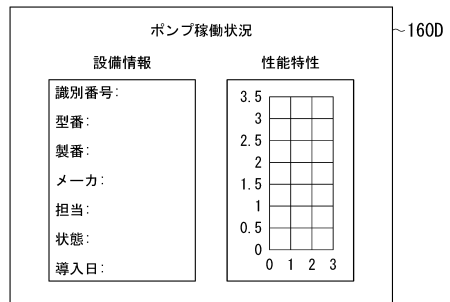 ポンプ稼働状況
160D
設備情報
識別番号:
型番:
製番:
メーカ:
担当:
状態:
導入日:
性能特性
3.5
3
2.5
2
1.5
1
0.5
0
0 1 2 3